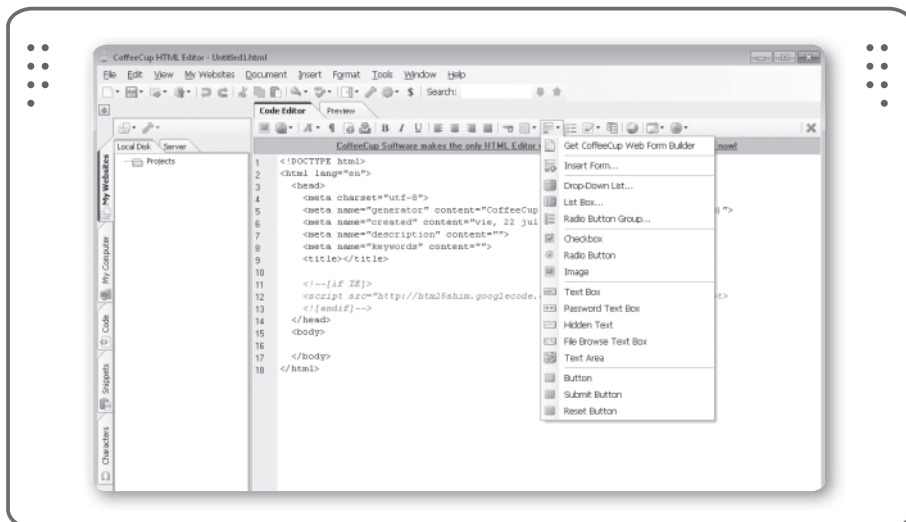 CoffeeCup HTML Editor - Untitled1.html
File Edit View My Websites Document Insert Format Tools Window Help
Search:
Code Editor Preview
Local Disk Server
Projects
My Websites
My Computer
Code
Snippets
Characters
CoffeeCup Software makes the only HTML Editor now!
1 <!DOCTYPE html>
2 <html lang="en">
3 <head>
4 <meta charset="utf-8">
5 <meta name="generator" content="CoffeeCup ">
6 <meta name="created" content="vie, 22 jul
7 <meta name="description" content="">
8 <meta name="keywords" content="">
9 <title></title>
10
11 <!--[if IE]>
12 <script src="http://html5shim.googlecode.
13 <![endif]-->
14 </head>
15 <body>
16
17 </body>
18 </html>
Get CoffeeCup Web Form Builder
Insert Form...
Drop-Down List...
List Box...
Radio Button Group...
Checkbox
Radio Button
Image
Text Box
Password Text Box
Hidden Text
File Browse Text Box
Text Area
Button
Submit Button
Reset Button